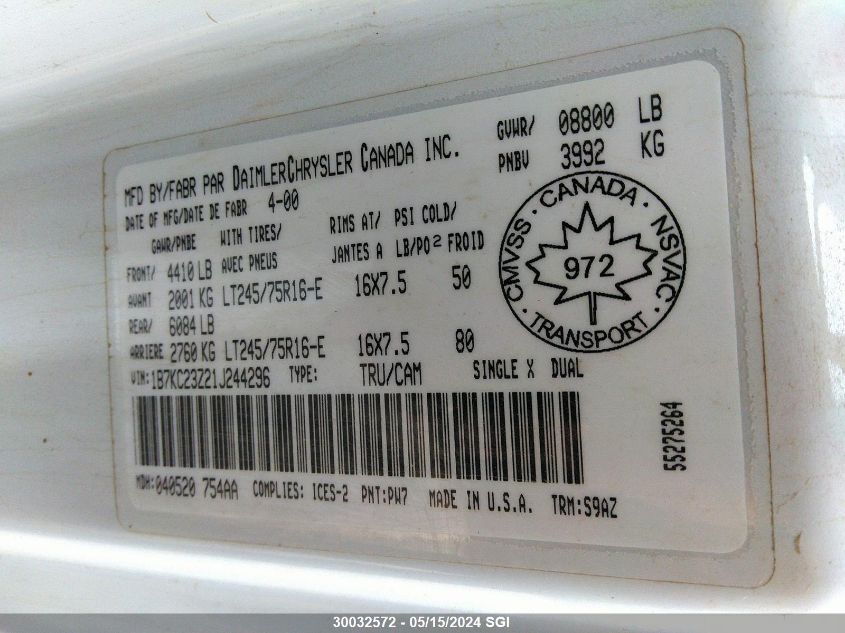 MFD BY/FABR PAR DAIMLERCHRYSLER CANADA INC.
GVWR/ 08800 LB
PNBV 3992 KG
DATE OF MFG/DATE DE FABR 4-00
GAWR/PNBE WITH TIRES/ RIMS AT/ PSI COLD/
AVEC PNEUS JANTES A LB/PO² FROID
FRONT/ 4410 LB
AVANT 2001 KG LT245/75R16-E 16X7.5 50
REAR/ 6084 LB
ARRIERE 2760 KG LT245/75R16-E 16X7.5 80
CMVSS · CANADA · NSVAC · TRANSPORT ·
972
VIN: 1B7KC23Z21J244296 TYPE: TRU/CAM SINGLE X DUAL
55275264
MDH: 040520 754AA COMPLIES: ICES-2 PNT:PW7 MADE IN U.S.A. TRM:S9AZ
30032572 - 05/15/2024 SGI